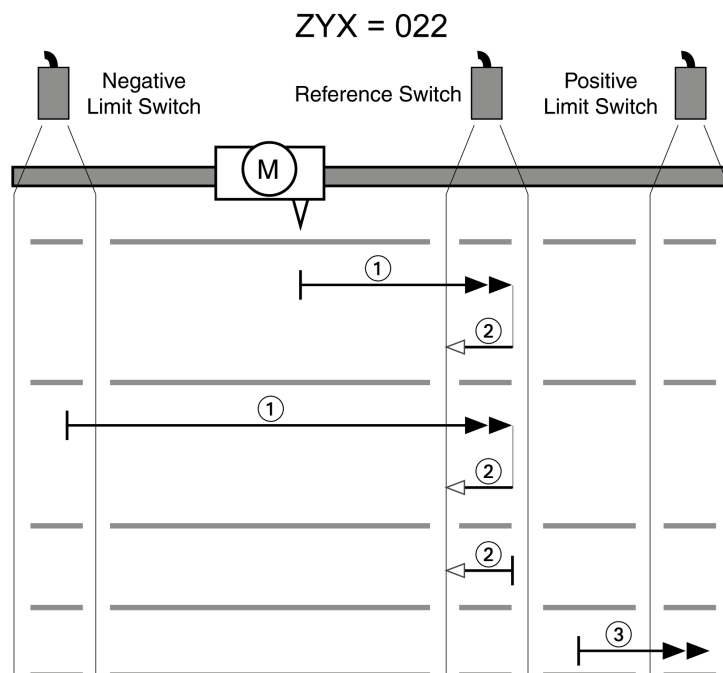 ZYX = 022
Negative
Limit Switch
Reference Switch
Positive
Limit Switch
M
1
2
1
2
2
3